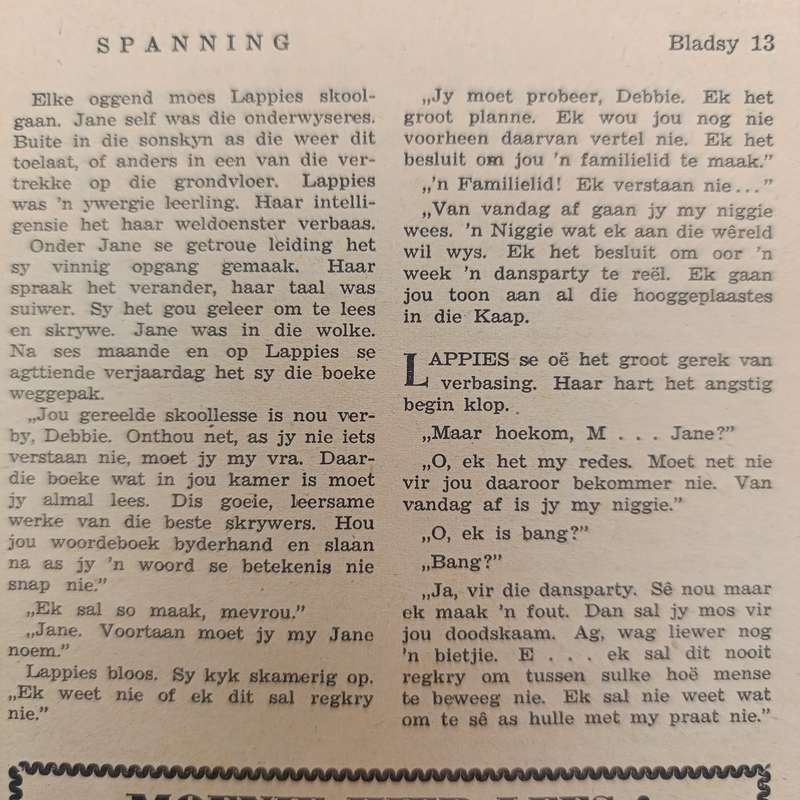 SPANNING
Bladsy 13
Elke oggend moes Lappies skool-
gaan. Jane self was die onderwyseres.
Buite in die sonskyn as die weer dit
toelaat, of anders in een van die ver-
trekke op die grondvloer. Lappies
was 'n ywergie leerling. Haar intelli-
gensie het haar weldoenster verbaas.
Onder Jane se getroue leiding het
sy vinnig opgang gemaak. Haar
spraak het verander, haar taal was
suiwer. Sy het gou geleer om te lees
en skrywe. Jane was in die wolke.
Na ses maande en op Lappies se
agttiende verjaardag het sy die boeke
weggepak.
„Jou gereelde skoollesse is nou ver-
by, Debbie. Onthou net, as jy nie iets
verstaan nie, moet jy my vra. Daar-
die boeke wat in jou kamer is moet
jy almal lees. Dis goeie, leersame
werke van die beste skrywers. Hou
jou woordeboek byderhand en slaan
na as jy 'n woord se betekenis nie
snap nie.”
„Ek sal so maak, mevrou.”
„Jane. Voortaan moet jy my Jane
noem.”
Lappies bloos. Sy kyk skamerig op.
„Ek weet nie of ek dit sal regkry
nie.”
„Jy moet probeer, Debbie. Ek het
groot planne. Ek wou jou nog nie
voorheen daarvan vertel nie. Ek het
besluit om jou 'n familielid te maak.”
„'n Familielid! Ek verstaan nie...”
„Van vandag af gaan jy my niggie
wees. 'n Niggie wat ek aan die wêreld
wil wys. Ek het besluit om oor 'n
week 'n dansparty te reël. Ek gaan
jou toon aan al die hooggeplaastes
in die Kaap.
LAPPIES se oë het groot gerek van
verbasing. Haar hart het angstig
begin klop.
„Maar hoekom, M . . . Jane?”
„O, ek het my redes. Moet net nie
vir jou daaroor bekommer nie. Van
vandag af is jy my niggie.”
„O, ek is bang?”
„Bang?”
„Ja, vir die dansparty. Sê nou maar
ek maak 'n fout. Dan sal jy mos vir
jou doodskaam. Ag, wag liewer nog
'n bietjie. E . . . ek sal dit nooit
regkry om tussen sulke hoë mense
te beweeg nie. Ek sal nie weet wat
om te sê as hulle met my praat nie.”